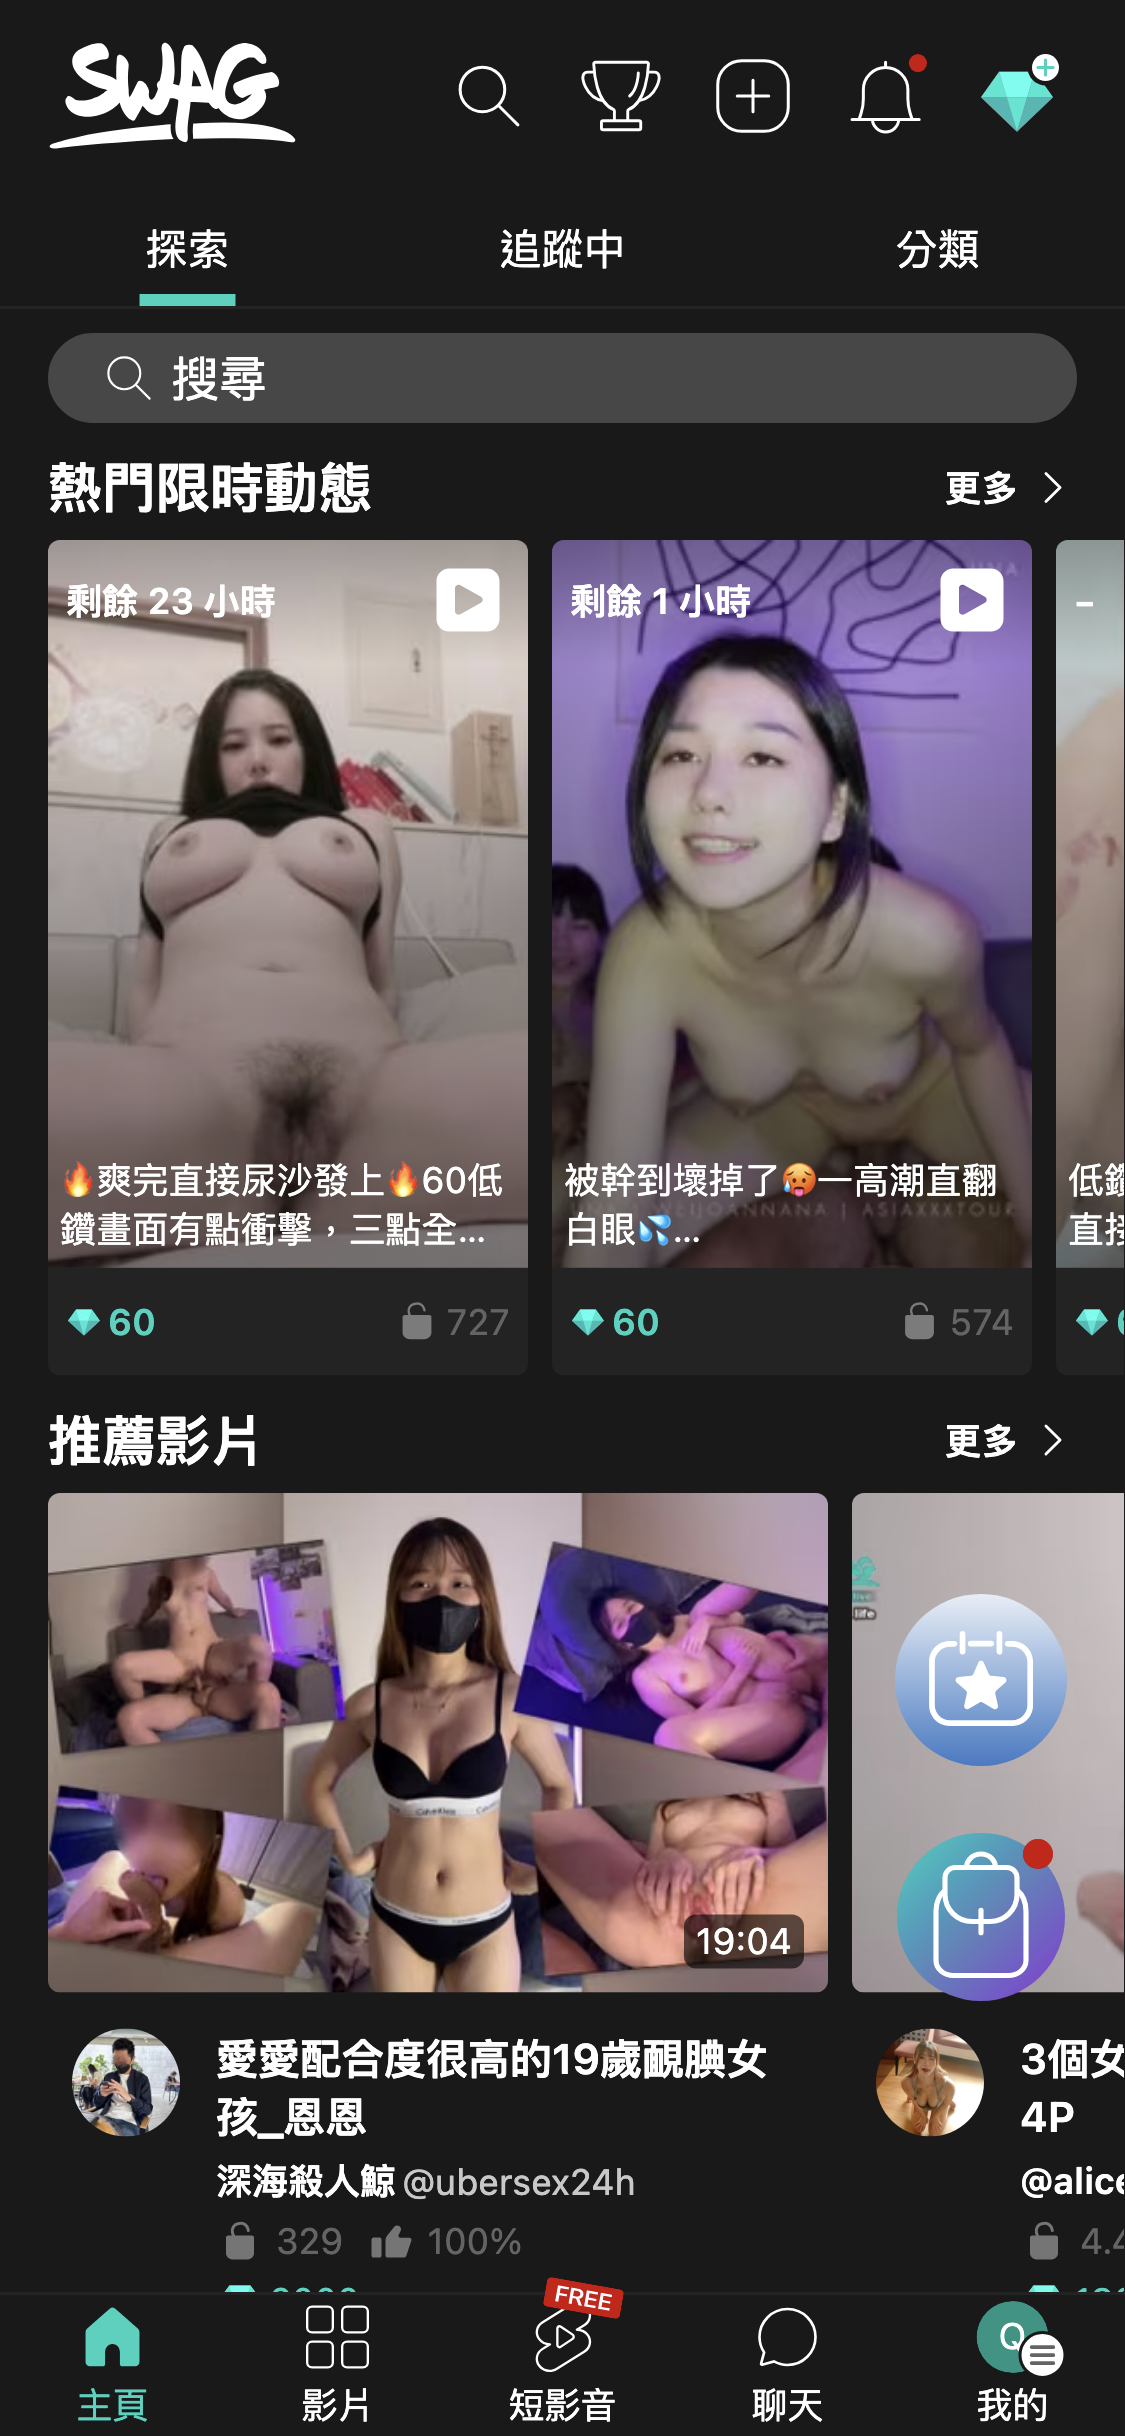 SWAG
探索
追蹤中
分類
搜尋
熱門限時動態
更多
剩餘 23 小時
🔥爽完直接尿沙發上🔥60低
鑽畫面有點衝擊，三點全...
60
727
剩餘 1 小時
被幹到壞掉了🥵一高潮直翻
白眼💦...
60
574
-
低鑽
直接
推薦影片
更多
19:04
愛愛配合度很高的19歲靦腆女
孩_恩恩
深海殺人鯨 @ubersex24h
329 100%
3個女
4P
@alice
4.4
FREE
主頁
影片
短影音
聊天
Q
我的